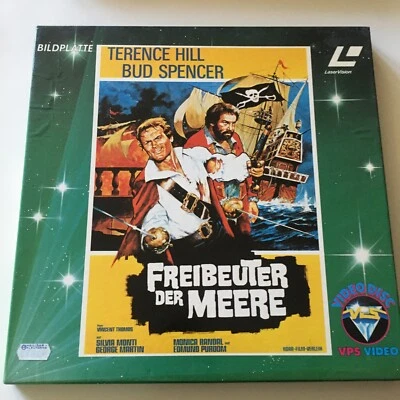 BILDPLATTE
LaserVision
TERENCE HILL
BUD SPENCER
FREIBEUTER
DER MEERE
VINCENT THOMAS
SILVIA MONTI
GEORGE MARTIN
MONICA RANDAL
EDMUND PURDOM
VIDEO DISC
VPS VIDEO